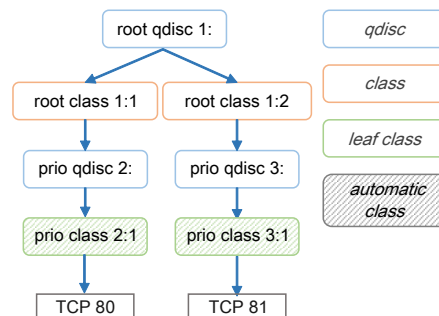 root qdisc 1:
qdisc
root class 1:1
root class 1:2
class
prio qdisc 2:
prio qdisc 3:
leaf class
automatic
class
prio class 2:1
prio class 3:1
TCP 80
TCP 81